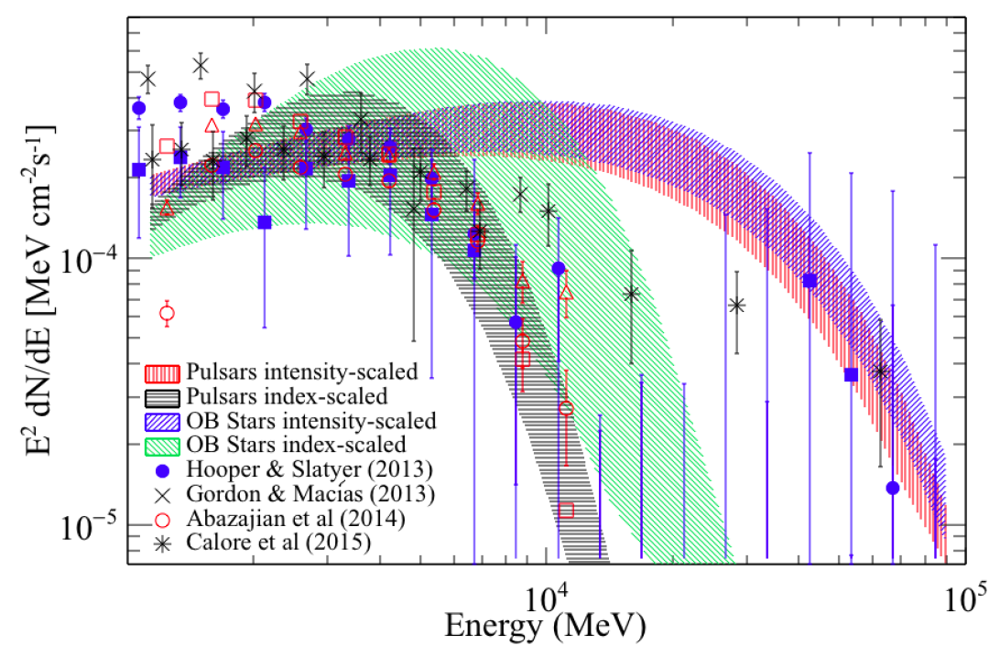 E² dN/dE [MeV cm⁻²s⁻¹]
10⁻⁴
10⁻⁵
Pulsars intensity-scaled
Pulsars index-scaled
OB Stars intensity-scaled
OB Stars index-scaled
Hooper & Slatyer (2013)
Gordon & Macías (2013)
Abazajian et al (2014)
Calore et al (2015)
10⁴
10⁵
Energy (MeV)